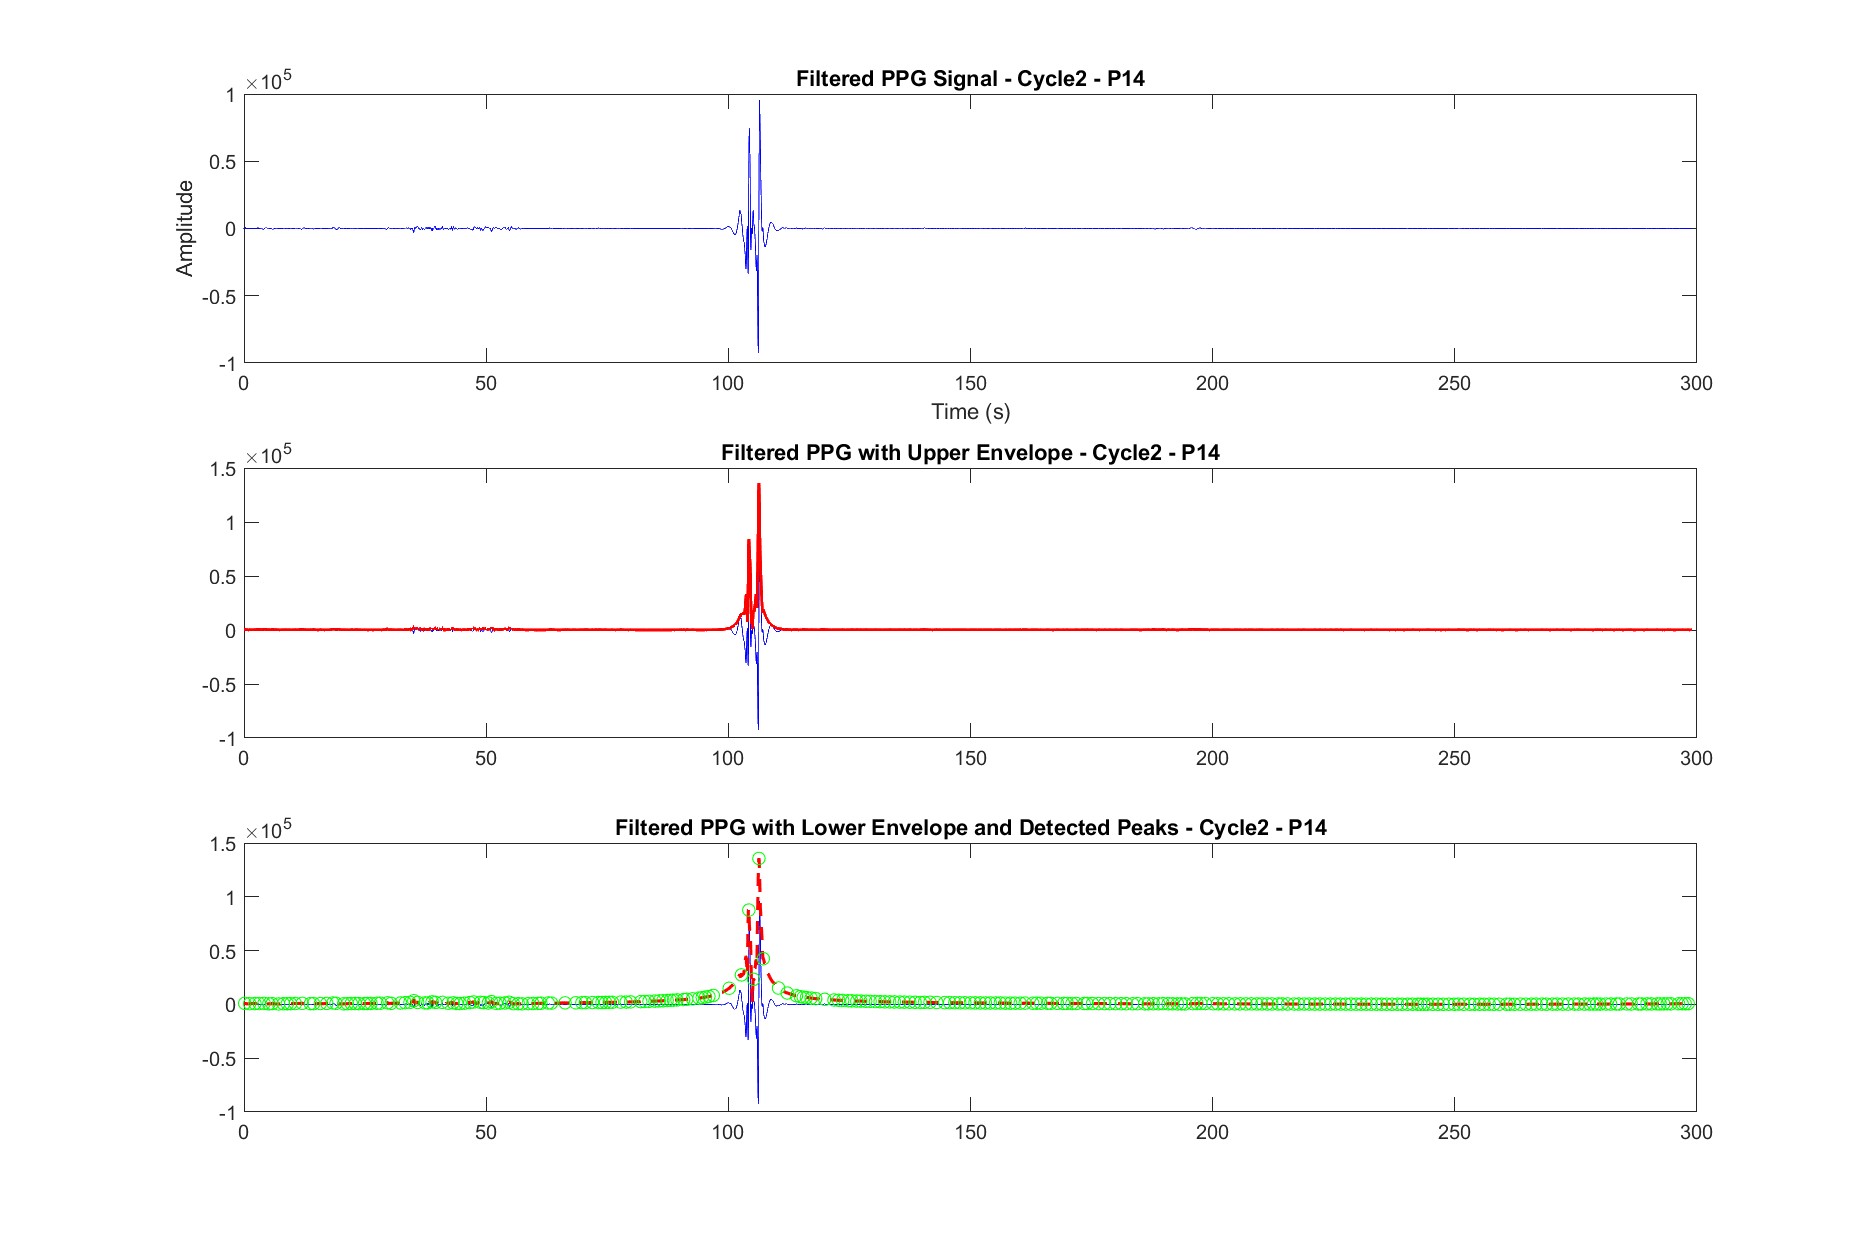 Filtered PPG Signal - Cycle2 - P14
×10^5
1
0.5
0
-0.5
-1
Amplitude
0 50 100 150 200 250 300
Time (s)
Filtered PPG with Upper Envelope - Cycle2 - P14
×10^5
1.5
1
0.5
0
-0.5
-1
0 50 100 150 200 250 300
Filtered PPG with Lower Envelope and Detected Peaks - Cycle2 - P14
×10^5
1.5
1
0.5
0
-0.5
-1
0 50 100 150 200 250 300